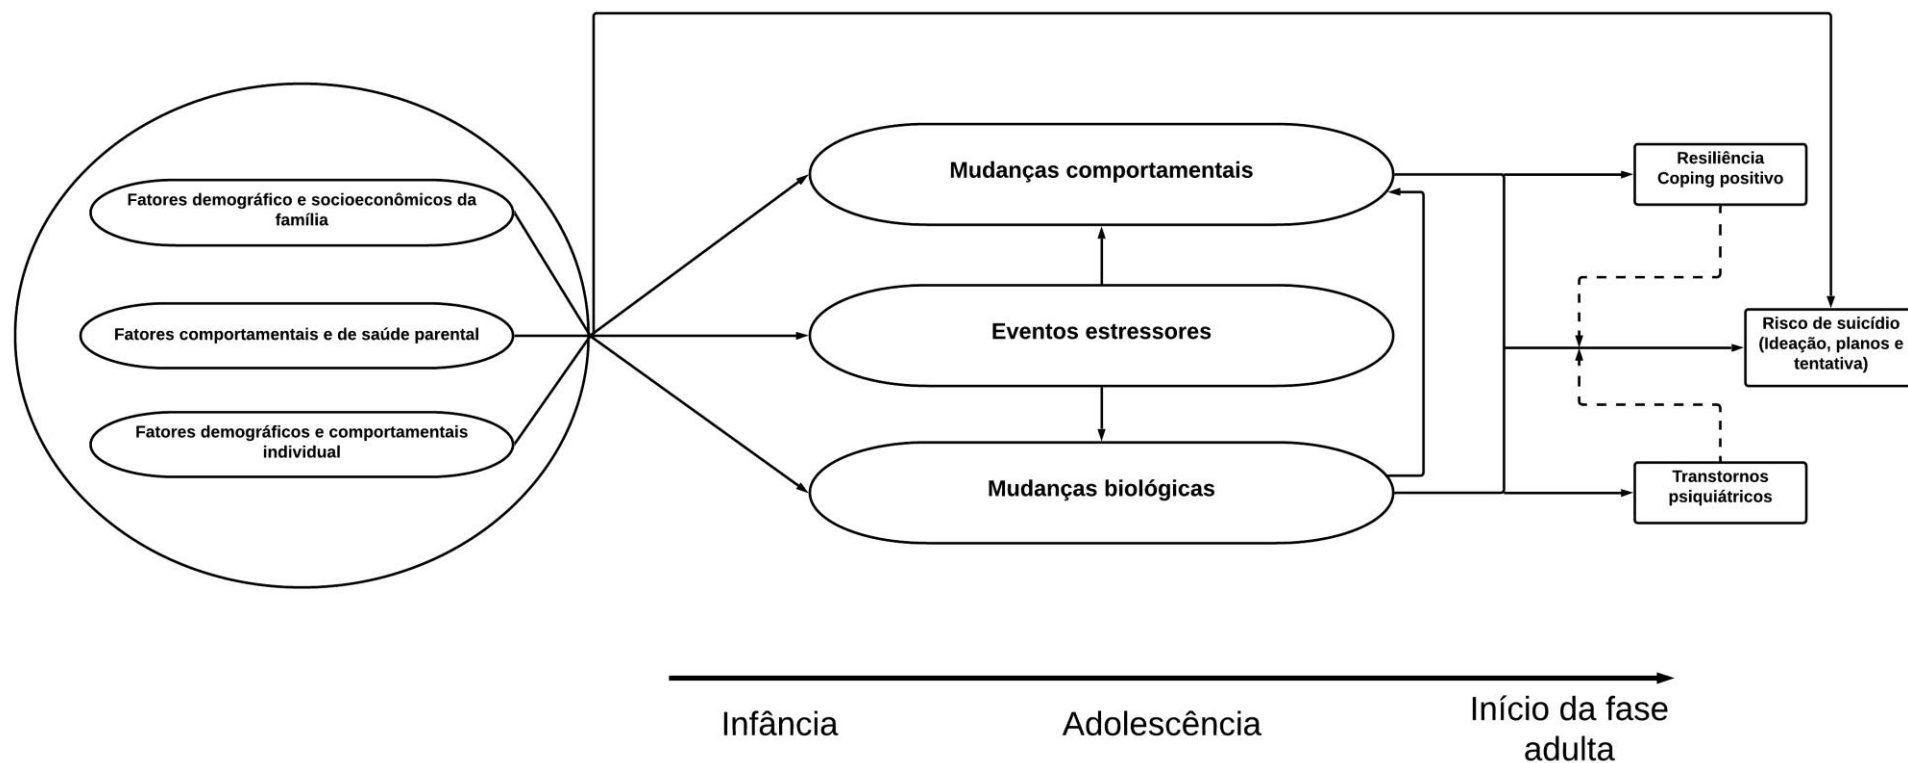 Fatores demográfico e socioeconômicos da
família
Fatores comportamentais e de saúde parental
Fatores demográficos e comportamentais
individual
Mudanças comportamentais
Eventos estressores
Mudanças biológicas
Resiliência
Coping positivo
Risco de suicídio
(Ideação, planos e
tentativa)
Transtornos
psiquiátricos
Infância
Adolescência
Início da fase
adulta